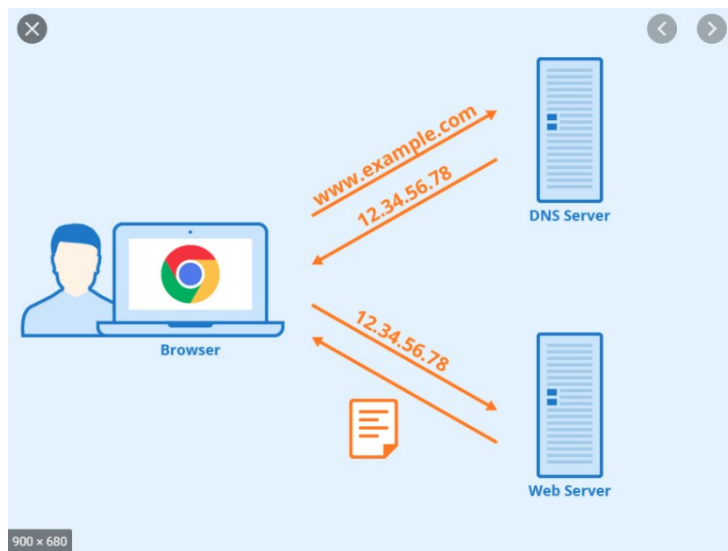 www.example.com
12.34.56.78
DNS Server
Browser
12.34.56.78
Web Server
900 × 680